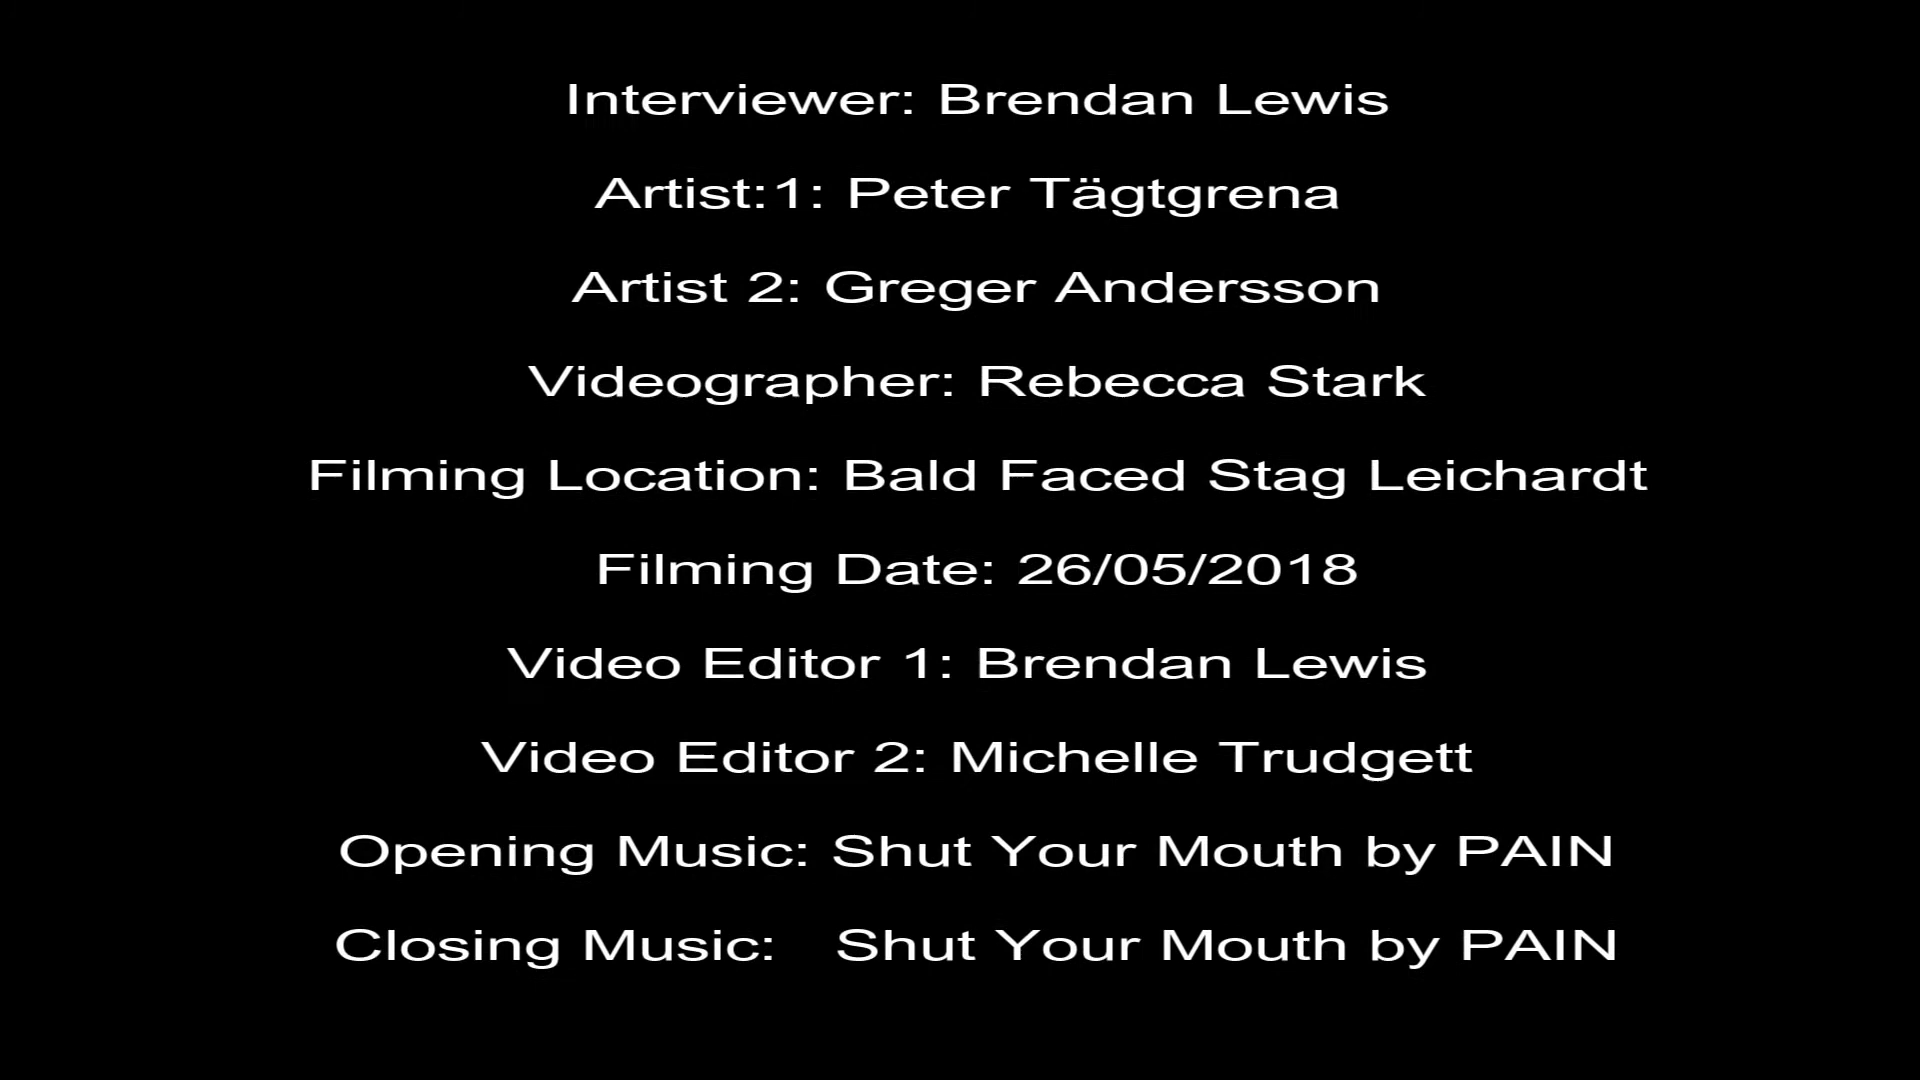 Interviewer: Brendan Lewis
Artist:1: Peter Tägtgrena
Artist 2: Greger Andersson
Videographer: Rebecca Stark
Filming Location: Bald Faced Stag Leichardt
Filming Date: 26/05/2018
Video Editor 1: Brendan Lewis
Video Editor 2: Michelle Trudgett
Opening Music: Shut Your Mouth by PAIN
Closing Music: Shut Your Mouth by PAIN